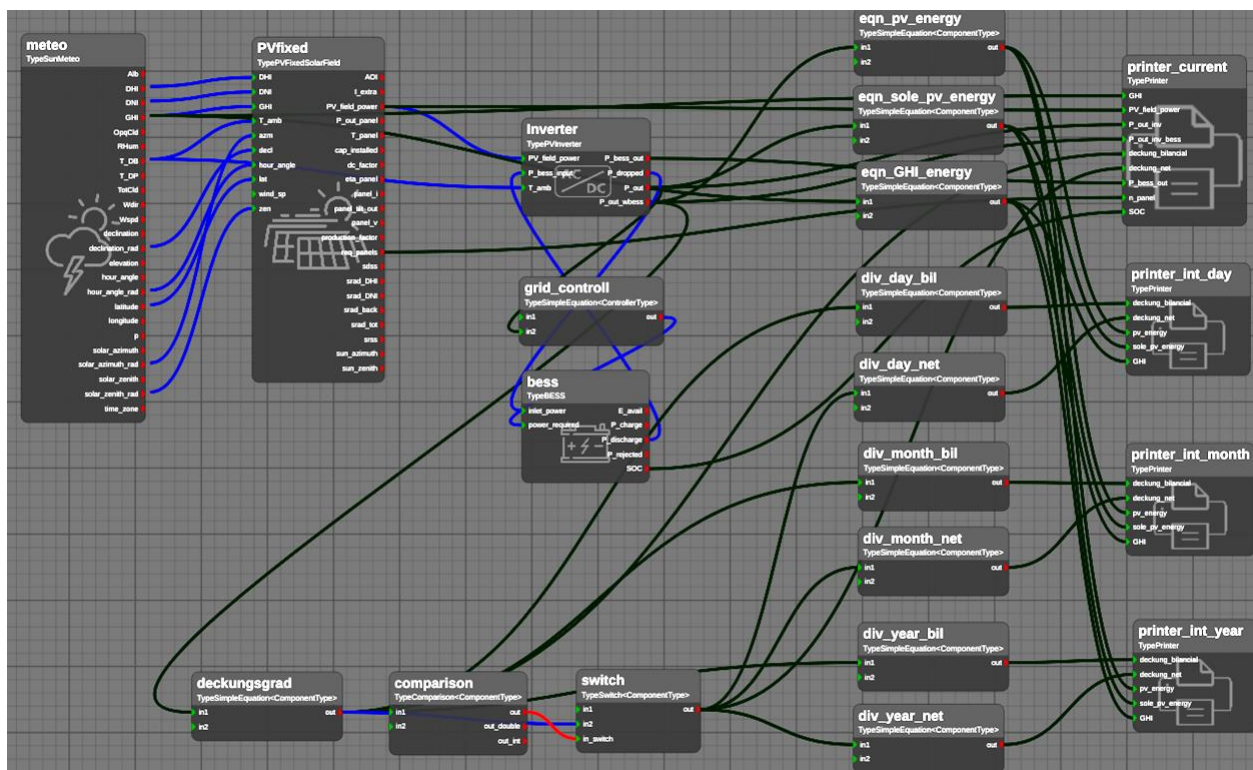 meteo
TypeSunMeteo
Alb
DHI
DNI
GHI
OpqCld
RHum
T_DB
T_DP
TotCld
Wdir
Wspd
declination
declination_rad
elevation
hour_angle
hour_angle_rad
latitude
longitude
p
solar_azimuth
solar_azimuth_rad
solar_zenith
solar_zenith_rad
time_zone
PVfixed
TypePVFixedSolarField
DHI AOI
DNI I_extra
GHI PV_field_power
T_amb P_out_panel
azm T_panel
decl cap_installed
hour_angle dc_factor
lat eta_panel
wind_sp panel_i
zen panel_tilt_out
panel_v
production_factor
req_panels
sdss
srad_DHI
srad_DNI
srad_back
srad_tot
srss
sun_azimuth
sun_zenith
Inverter
TypePVInverter
PV_field_power P_bess_out
P_bess_input P_dropped
T_amb P_out
P_out_wbess
DC
grid_controll
TypeSimpleEquation<ControllerType>
in1 out
in2
bess
TypeBESS
inlet_power E_avail
power_required P_charge
P_discharge
P_rejected
SOC
deckungsgrad
TypeSimpleEquation<ComponentType>
in1 out
in2
comparison
TypeComparison<ComponentType>
in1 out
in2 out_double
out_int
switch
TypeSwitch<ComponentType>
in1 out
in2
in_switch
eqn_pv_energy
TypeSimpleEquation<ComponentType>
in1 out
in2
eqn_sole_pv_energy
TypeSimpleEquation<ComponentType>
in1 out
in2
eqn_GHI_energy
TypeSimpleEquation<ComponentType>
in1 out
in2
div_day_bil
TypeSimpleEquation<ComponentType>
in1 out
in2
div_day_net
TypeSimpleEquation<ComponentType>
in1 out
in2
div_month_bil
TypeSimpleEquation<ComponentType>
in1 out
in2
div_month_net
TypeSimpleEquation<ComponentType>
in1 out
in2
div_year_bil
TypeSimpleEquation<ComponentType>
in1 out
in2
div_year_net
TypeSimpleEquation<ComponentType>
in1 out
in2
printer_current
TypePrinter
GHI
PV_field_power
P_out_inv
P_out_inv_bess
deckung_bilancial
deckung_net
P_bess_out
n_panel
SOC
printer_int_day
TypePrinter
deckung_bilancial
deckung_net
pv_energy
sole_pv_energy
GHI
printer_int_month
TypePrinter
deckung_bilancial
deckung_net
pv_energy
sole_pv_energy
GHI
printer_int_year
TypePrinter
deckung_bilancial
deckung_net
pv_energy
sole_pv_energy
GHI